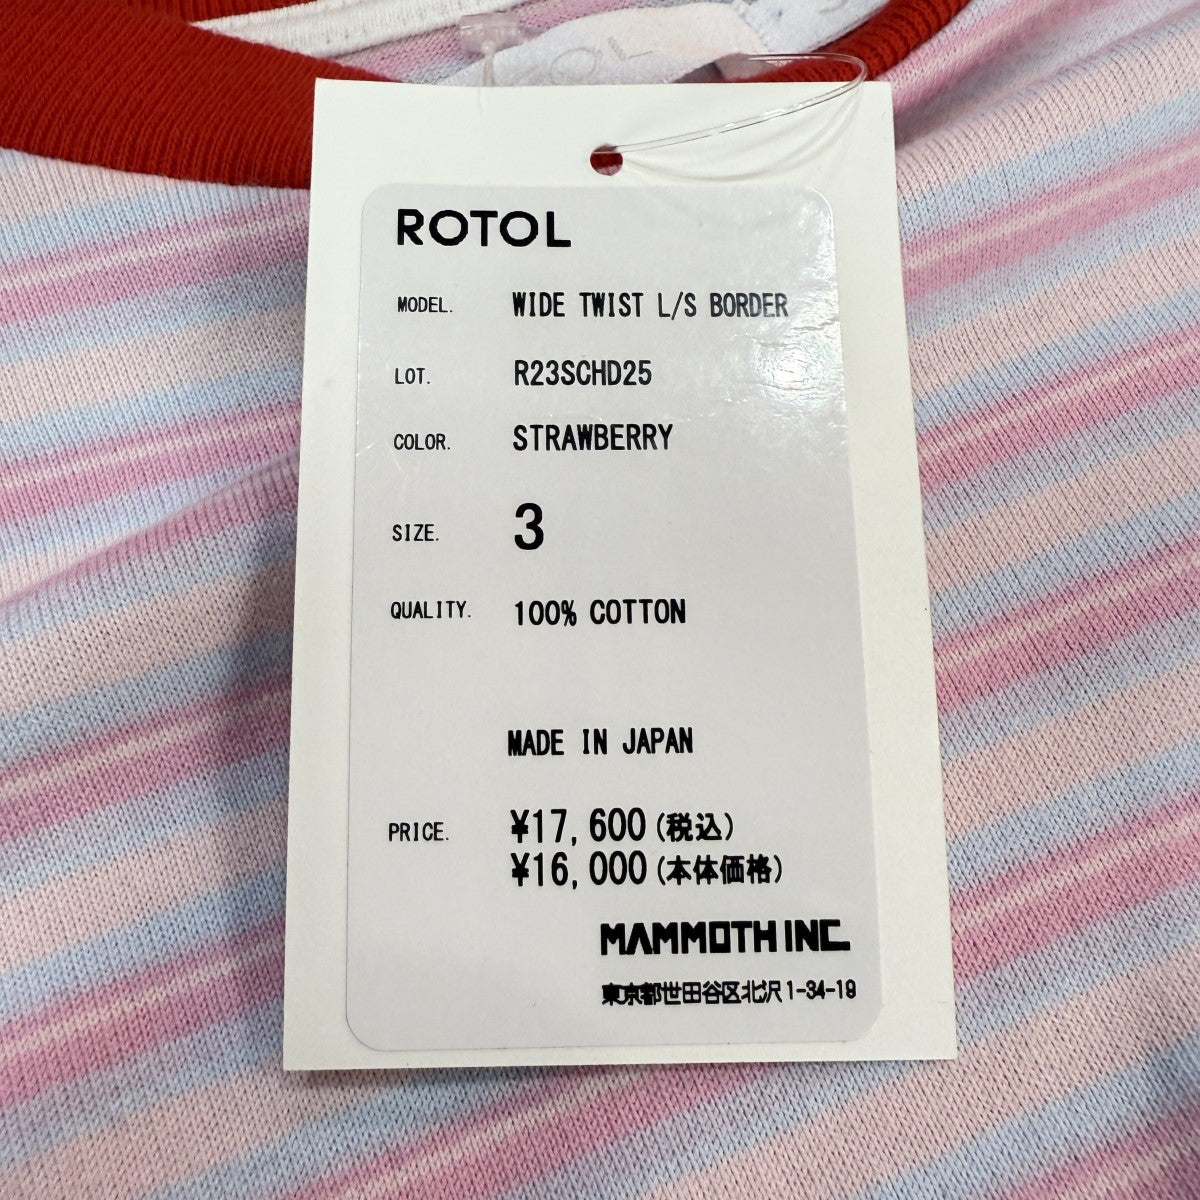 ROTOL
MODEL. WIDE TWIST L/S BORDER
LOT. R23SCHD25
COLOR. STRAWBERRY
SIZE. 3
QUALITY. 100% COTTON
MADE IN JAPAN
PRICE. ¥17,600(税込)
¥16,000(本体価格)
MAMMOTH INC.
東京都世田谷区北沢1-34-19